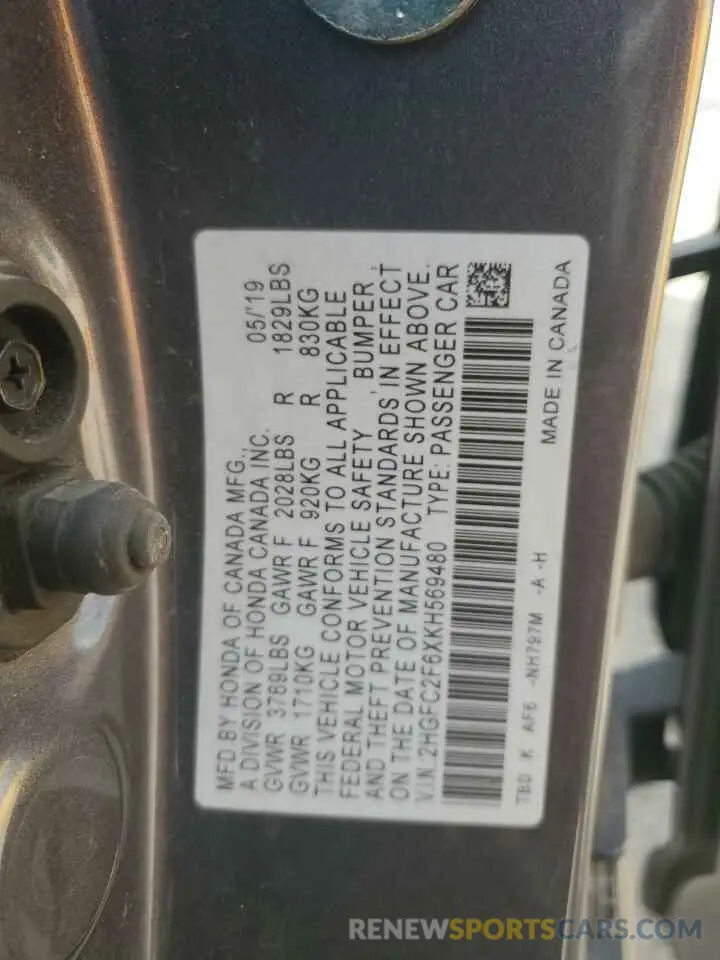 MFD BY HONDA OF CANADA MFG.,
A DIVISION OF HONDA CANADA INC. 05/'19
GVWR 3769LBS GAWR F 2028LBS R 1829LBS
GVWR 1710KG GAWR F 920KG R 830KG
THIS VEHICLE CONFORMS TO ALL APPLICABLE
FEDERAL MOTOR VEHICLE SAFETY , BUMPER ,
AND THEFT PREVENTION STANDARDS IN EFFECT
ON THE DATE OF MANUFACTURE SHOWN ABOVE.
V.I.N. 2HGFC2F6XKH569480 TYPE: PASSENGER CAR
TBD K AF6 -NH797M -A -H MADE IN CANADA
RENEWSPORTSCARS.COM